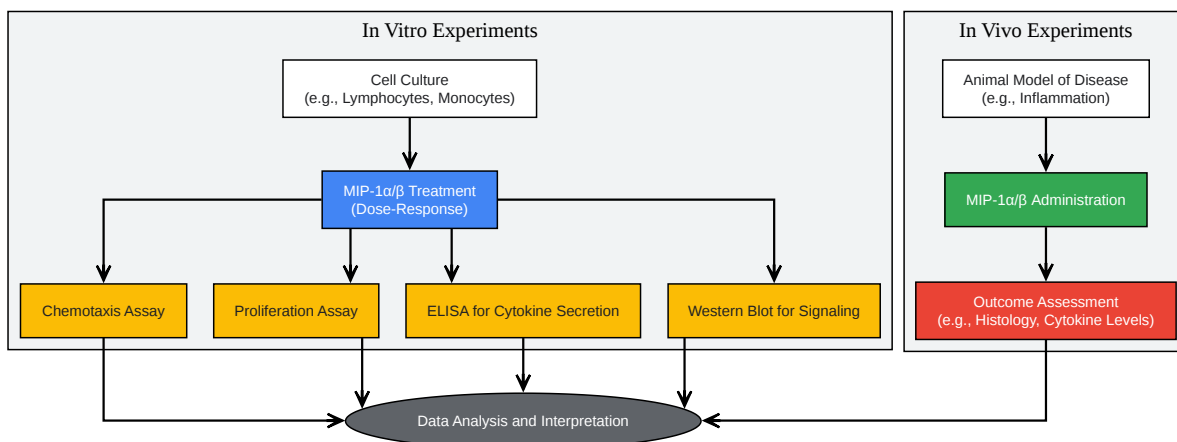 In Vitro Experiments
Cell Culture
(e.g., Lymphocytes, Monocytes)
MIP-1α/β Treatment
(Dose-Response)
Chemotaxis Assay
Proliferation Assay
ELISA for Cytokine Secretion
Western Blot for Signaling
In Vivo Experiments
Animal Model of Disease
(e.g., Inflammation)
MIP-1α/β Administration
Outcome Assessment
(e.g., Histology, Cytokine Levels)
Data Analysis and Interpretation